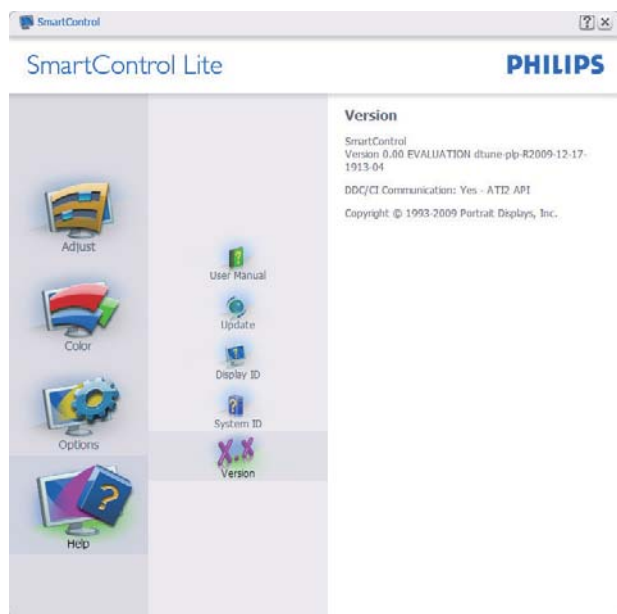 SmartControl
SmartControl Lite
PHILIPS
Adjust
Color
Options
Help
User Manual
Update
Display ID
System ID
X.X
Version
Version
SmartControl
Version 0.00 EVALUATION dtune-plp-R2009-12-17-
1913-04
DDC/CI Communication: Yes - ATI2 API
Copyright © 1993-2009 Portrait Displays, Inc.